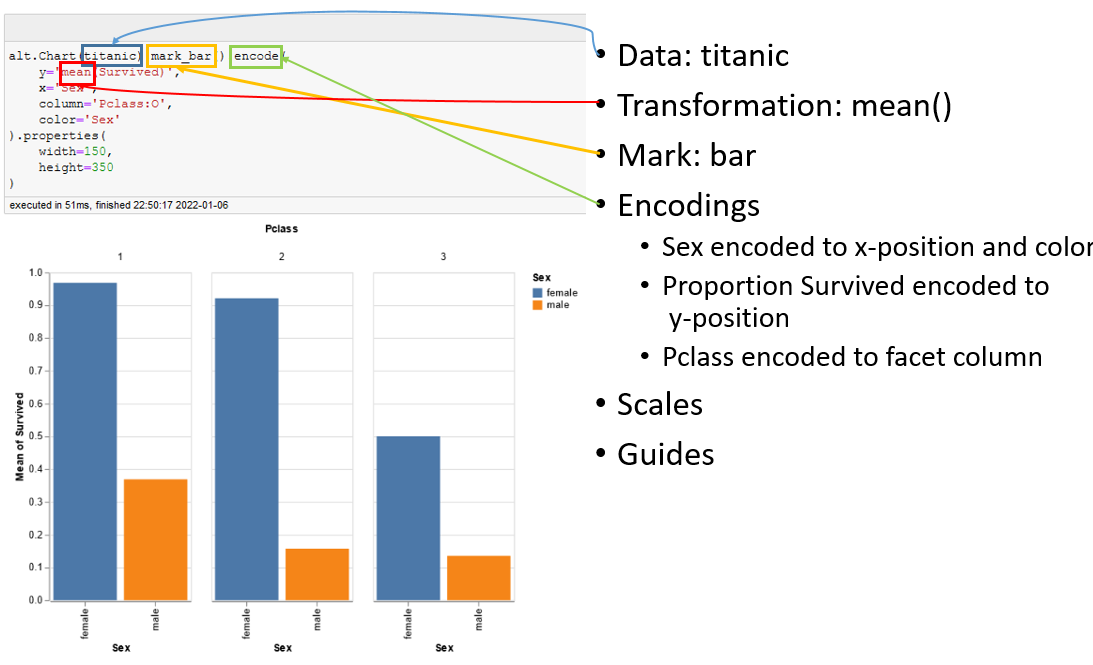 alt.Chart(titanic).mark_bar().encode(
    y='mean(Survived)',
    x='Sex',
    column='Pclass:O',
    color='Sex'
).properties(
    width=150,
    height=350
)
executed in 51ms, finished 22:50:17 2022-01-06
Pclass
1 2 3
1.0
0.9
0.8
0.7
0.6
0.5
0.4
0.3
0.2
0.1
0.0
Mean of Survived
female male female male female male
Sex Sex Sex
Sex
female
male
• Data: titanic
• Transformation: mean()
• Mark: bar
• Encodings
• Sex encoded to x-position and color
• Proportion Survived encoded to
y-position
• Pclass encoded to facet column
• Scales
• Guides